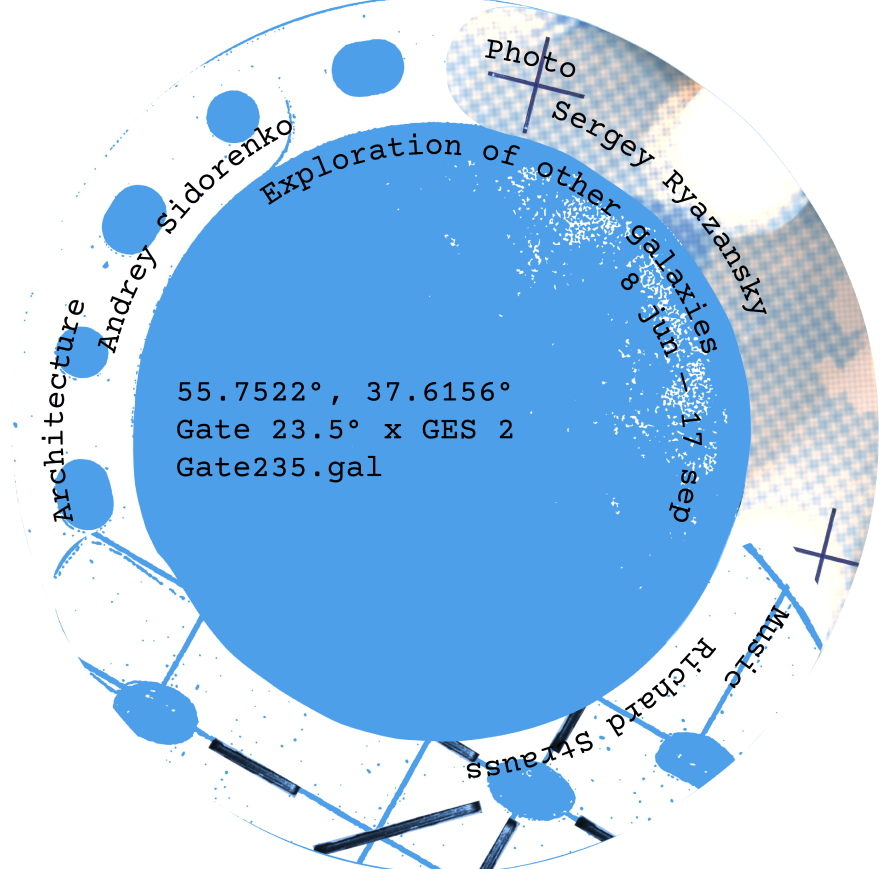 Photo
Sergey Ryazansky
Andrey Sidorenko
Architecture
Exploration of other galaxies
8 jun – 17 sep
55.7522°, 37.6156°
Gate 23.5° x GES 2
Gate235.gal
Music
Richard Strauss